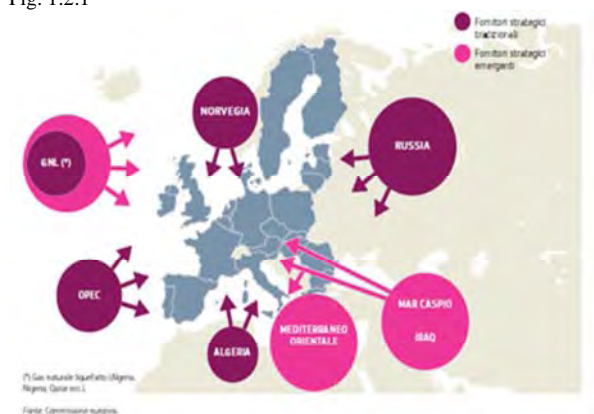 Fig. 1.2.1
Fornitori strategici
tradizionali
Fornitori strategici
emergenti
NORVEGIA
RUSSIA
GNL (*)
OPEC
ALGERIA
MEDITERRANEO
ORIENTALE
MAR CASPIO
IRAQ
(*) Gas naturale liquefatto (Algeria,
Nigeria, Qatar ecc.).
Fonte: Commissione europea.